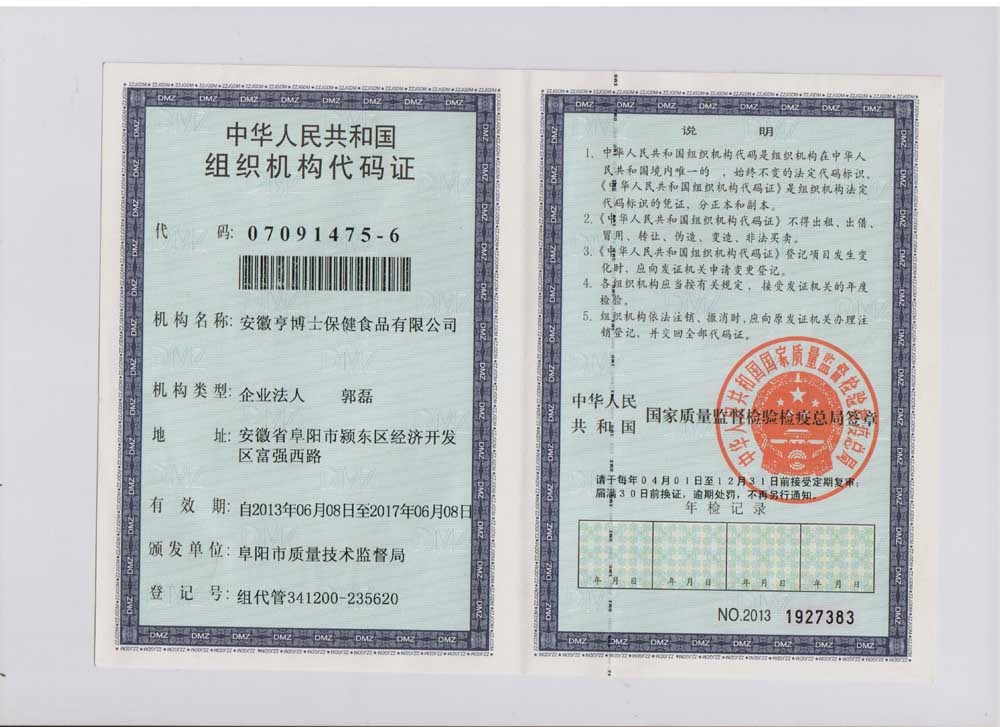 中华人民共和国
组织机构代码证
代 码: 07091475-6
机构名称: 安徽亨博士保健食品有限公司
机构类型: 企业法人 郭磊
地 址: 安徽省阜阳市颍东区经济开发
区富强西路
有 效 期: 自2013年06月08日至2017年06月08日
颁发单位: 阜阳市质量技术监督局
登 记 号: 组代管341200-235620
说 明
1. 中华人民共和国组织机构代码是组织机构在中华人
民共和国境内唯一的 ，始终不变的法定代码标识，
《中华人民共和国组织机构代码证》是组织机构法定
代码标识的凭证，分正本和副本。
2.《中华人民共和国组织机构代码证》不得出租、出借、
冒用、转让、伪造、变造、非法买卖。
3.《中华人民共和国组织机构代码证》登记项目发生变
化时，应向发证机关申请变更登记。
4. 各组织机构应当按有关规定，接受发证机关的年度
检验。
5. 组织机构依法注销、撤消时，应向原发证机关办理注
销登记，并交回全部代码证。
中华人民
共和国 国家质量监督检验检疫总局签章
中华人民共和国国家质量监督检验检疫总局
请于每年04月01日至12月31日前接受定期复审，
届满30日前换证，逾期处罚，不再另行通知。
年检记录
年 月 日 年 月 日 年 月 日 年 月 日
NO.2013 1927383